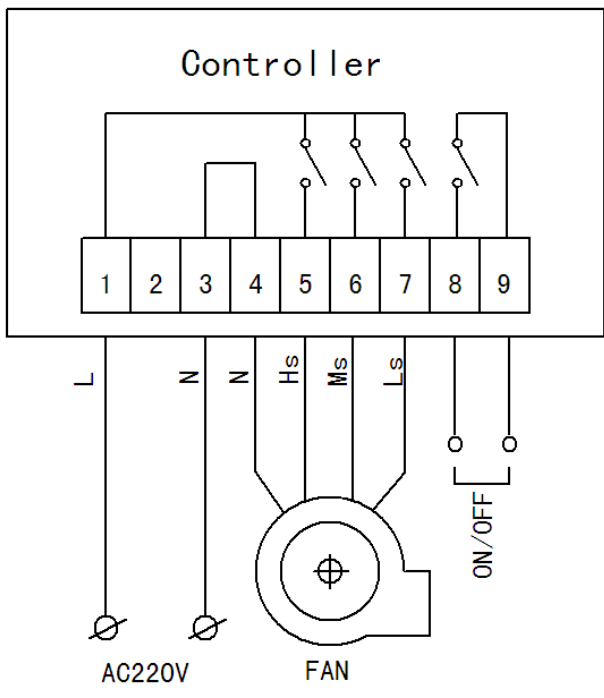 Controller
1 2 3 4 5 6 7 8 9
L N N Hs Ms Ls
ON/OFF
AC220V FAN